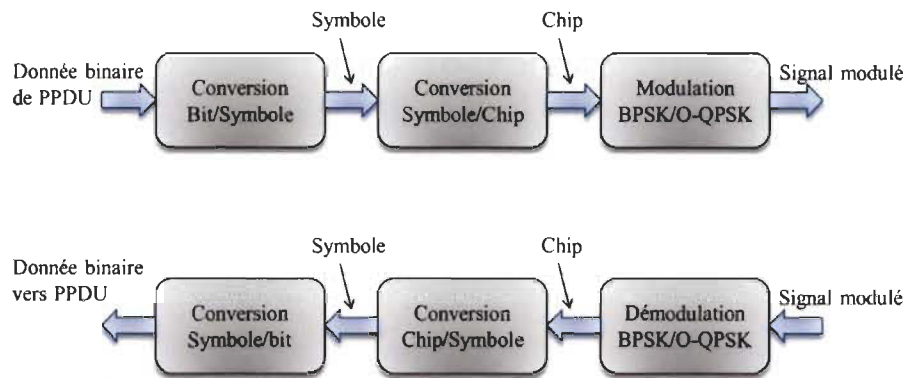 Symbole
Chip
Donnée binaire
de PPDU
Conversion
Bit/Symbole
Conversion
Symbole/Chip
Modulation
BPSK/O-QPSK
Signal modulé
Symbole
Chip
Donnée binaire
vers PPDU
Conversion
Symbole/bit
Conversion
Chip/Symbole
Démodulation
BPSK/O-QPSK
Signal modulé